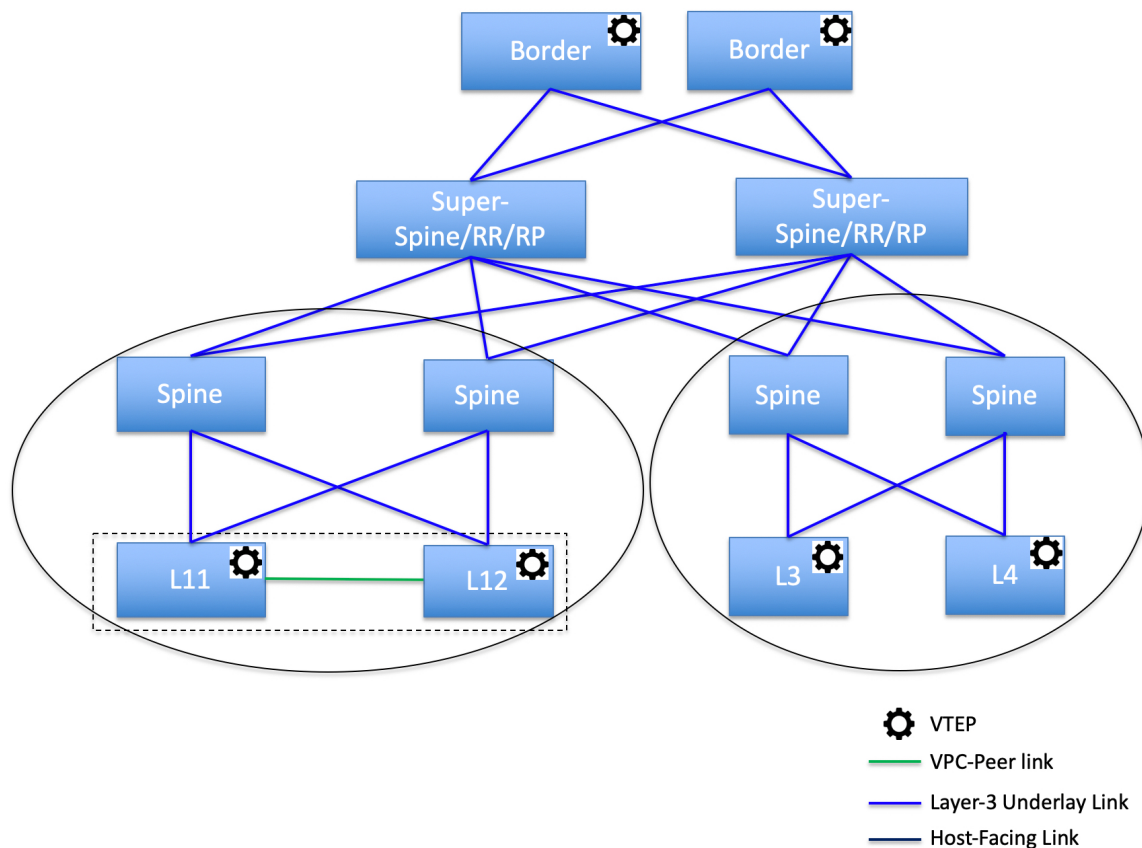 Border
Border
Super-
Spine/RR/RP
Super-
Spine/RR/RP
Spine
Spine
Spine
Spine
L11
L12
L3
L4
VTEP
VPC-Peer link
Layer-3 Underlay Link
Host-Facing Link